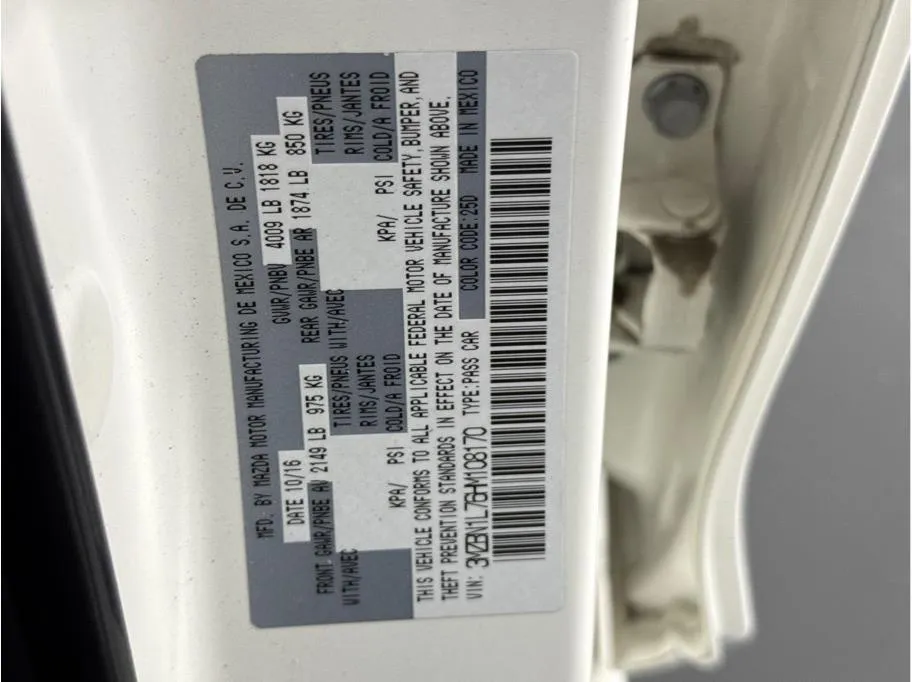 MFD. BY MAZDA MOTOR MANUFACTURING DE MEXICO S.A. DE C.V.
DATE 10/16 GVWR/PNBV 4009 LB 1818 KG
FRONT GAWR/PNBE AV 2149 LB 975 KG REAR GAWR/PNBE AR 1874 LB 850 KG
WITH/AVEC TIRES/PNEUS WITH/AVEC TIRES/PNEUS
RIMS/JANTES RIMS/JANTES
KPA/ PSI COLD/A FROID KPA/ PSI COLD/A FROID
THIS VEHICLE CONFORMS TO ALL APPLICABLE FEDERAL MOTOR VEHICLE SAFETY, BUMPER, AND
THEFT PREVENTION STANDARDS IN EFFECT ON THE DATE OF MANUFACTURE SHOWN ABOVE.
VIN: 3MZBN1L76HM108170 TYPE:PASS CAR COLOR CODE:25D MADE IN MEXICO